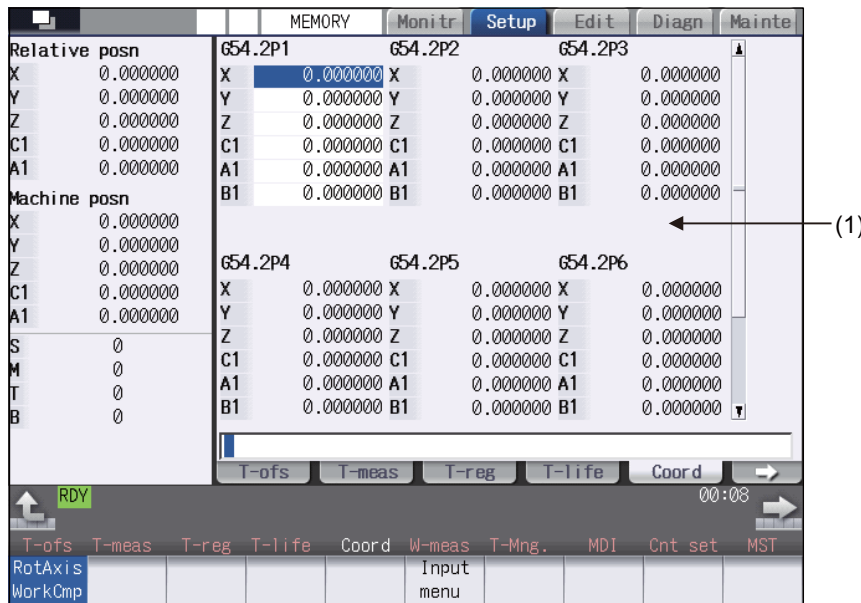 MEMORY Monitr Setup Edit Diagn Mainte
Relative posn
X 0.000000
Y 0.000000
Z 0.000000
C1 0.000000
A1 0.000000
Machine posn
X 0.000000
Y 0.000000
Z 0.000000
C1 0.000000
A1 0.000000
S 0
M 0
T 0
B 0
G54.2P1 G54.2P2 G54.2P3
X 0.000000 X 0.000000 X 0.000000
Y 0.000000 Y 0.000000 Y 0.000000
Z 0.000000 Z 0.000000 Z 0.000000
C1 0.000000 C1 0.000000 C1 0.000000
A1 0.000000 A1 0.000000 A1 0.000000
B1 0.000000 B1 0.000000 B1 0.000000
(1)
G54.2P4 G54.2P5 G54.2P6
X 0.000000 X 0.000000 X 0.000000
Y 0.000000 Y 0.000000 Y 0.000000
Z 0.000000 Z 0.000000 Z 0.000000
C1 0.000000 C1 0.000000 C1 0.000000
A1 0.000000 A1 0.000000 A1 0.000000
B1 0.000000 B1 0.000000 B1 0.000000
T-ofs T-meas T-reg T-life Coord
RDY 00:08
T-ofs T-meas T-reg T-life Coord W-meas T-Mng. MDI Cnt set MST
RotAxis Input
WorkCmp menu